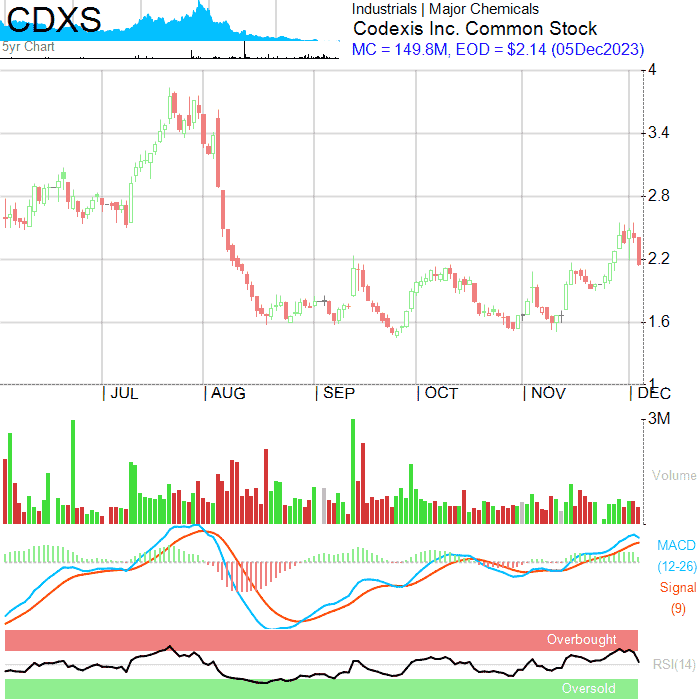 CDXS
5yr Chart
Industrials | Major Chemicals
Codexis Inc. Common Stock
MC = 149.8M, EOD = $2.14 (05Dec2023)
4
3.4
2.8
2.2
1.6
1
| JUL | AUG | SEP | OCT | NOV | DEC
3M
Volume
MACD
(12-26)
Signal
(9)
Overbought
RSI(14)
Oversold